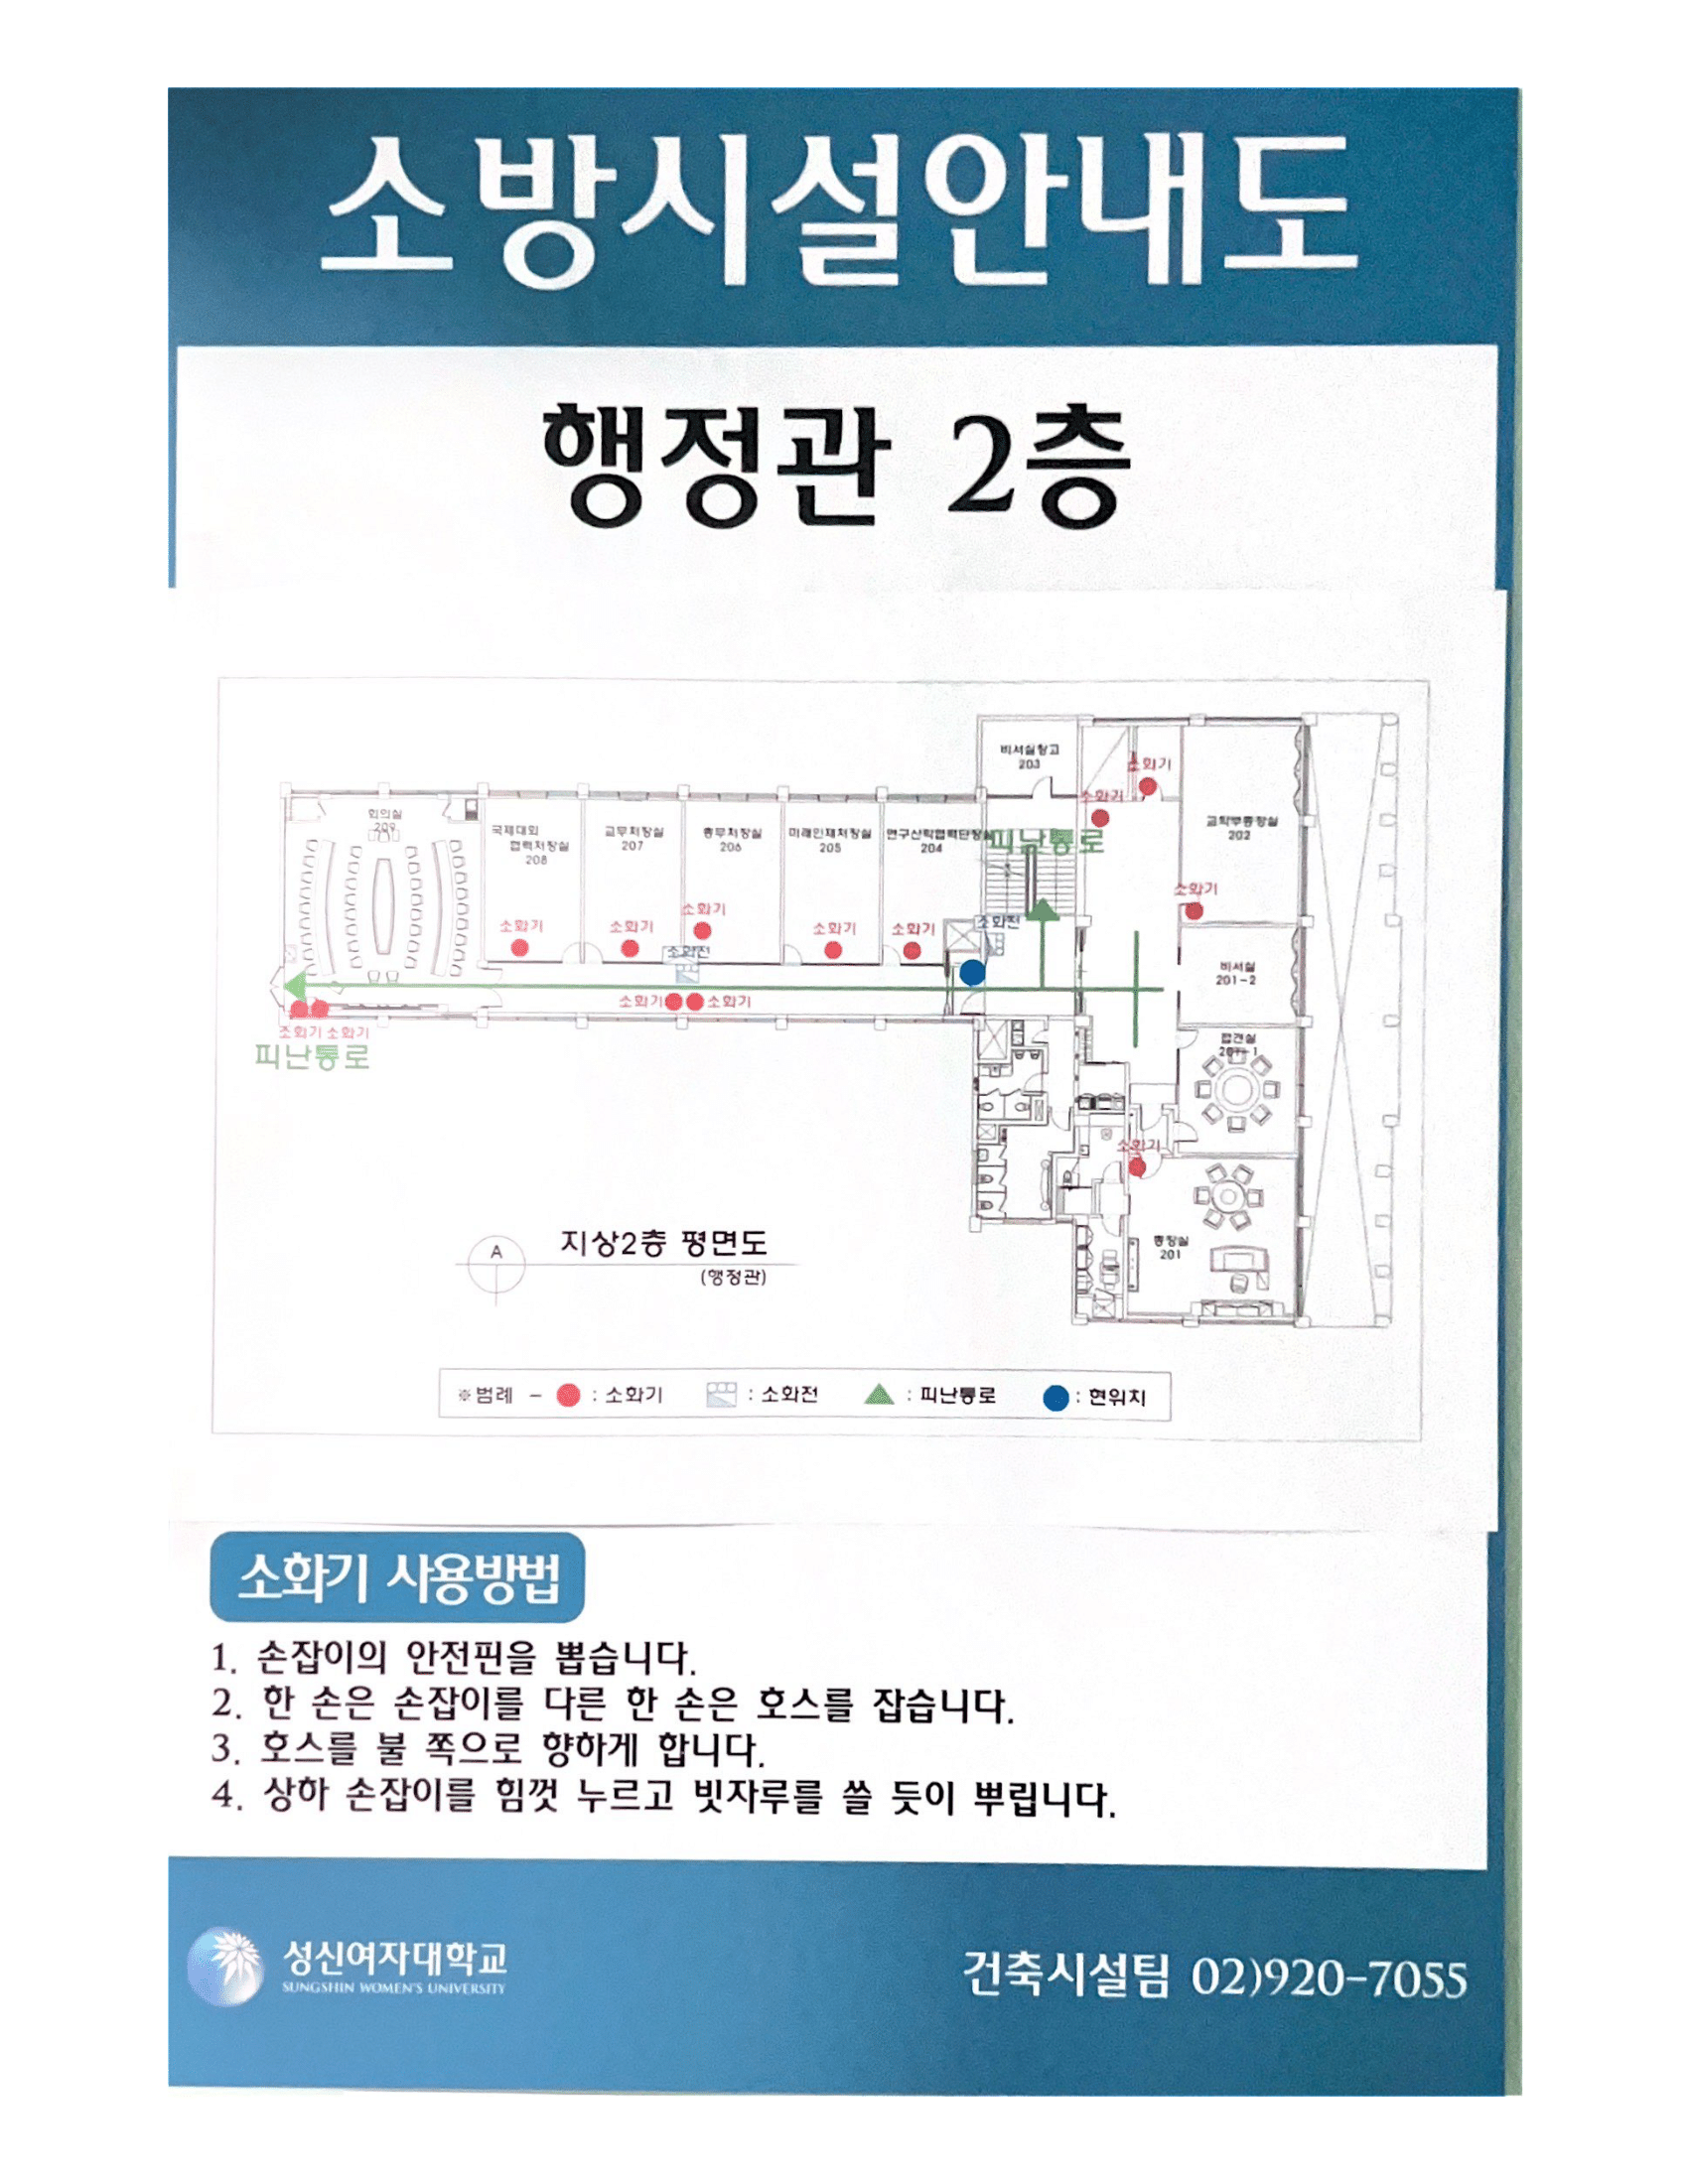 소방시설안내도
행정관 2층
비서실창고
203
소화기
소화기
회의실
209
국제대외
협력처장실
208
교무처장실
207
총무처장실
206
미래인재처장실
205
연구산학협력단장실
204
피난통로
교학부총장실
202
소화기
소화기
소화기
소화기
소화기
소화기
소화전
소화전
비서실
201-2
소화기
소화기
소화기
소화기
피난통로
접견실
201-1
소화기
총장실
201
A
지상2층 평면도
(행정관)
※범례 - : 소화기 : 소화전 : 피난통로 : 현위치
소화기 사용방법
1. 손잡이의 안전핀을 뽑습니다.
2. 한 손은 손잡이를 다른 한 손은 호스를 잡습니다.
3. 호스를 불 쪽으로 향하게 합니다.
4. 상하 손잡이를 힘껏 누르고 빗자루를 쓸 듯이 뿌립니다.
성신여자대학교
SUNGSHIN WOMEN'S UNIVERSITY
건축시설팀 02)920-7055